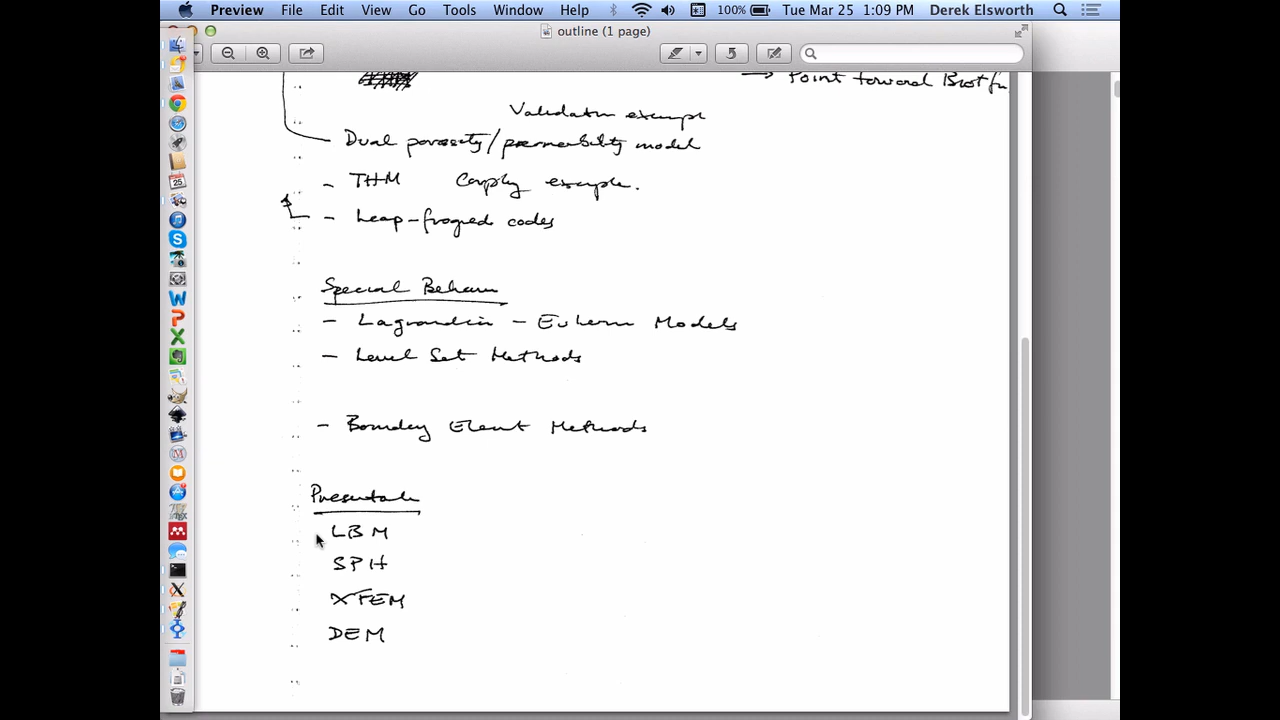 Preview File Edit View Go Tools Window Help 100% Tue Mar 25 1:09 PM Derek Elsworth
outline (1 page)
→ Point toward Biot
Validation example
Dual porosity/permeability model
- THM Coupling example.
- Leap-frogged codes
Special Behavior
- Lagrangian - Eulerian Models
- Level Set Methods
- Boundary Element Methods
Presentations
LBM
SPH
XFEM
DEM